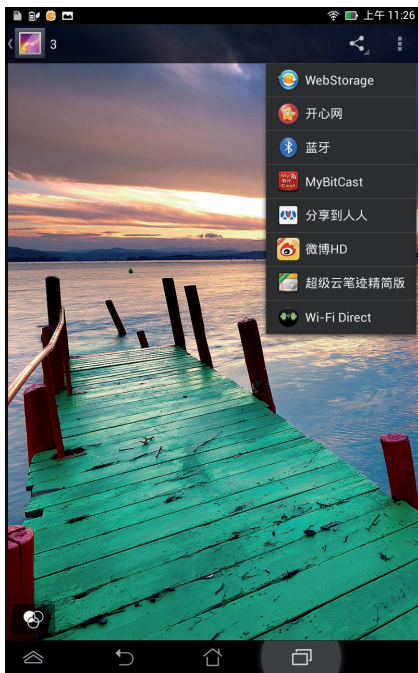 上午 11:26
3
WebStorage
开心网
蓝牙
MyBitCast
分享到人人
微博HD
超级云笔迹精简版
Wi-Fi Direct